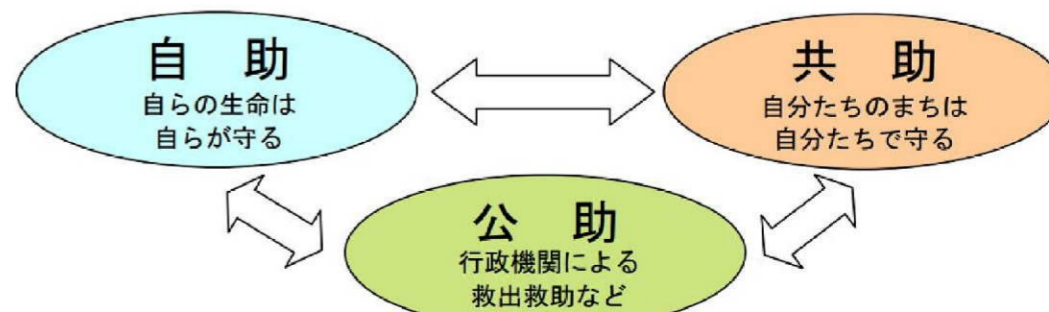 自　助
自らの生命は
自らが守る
共　助
自分たちのまちは
自分たちで守る
公　助
行政機関による
救出救助など